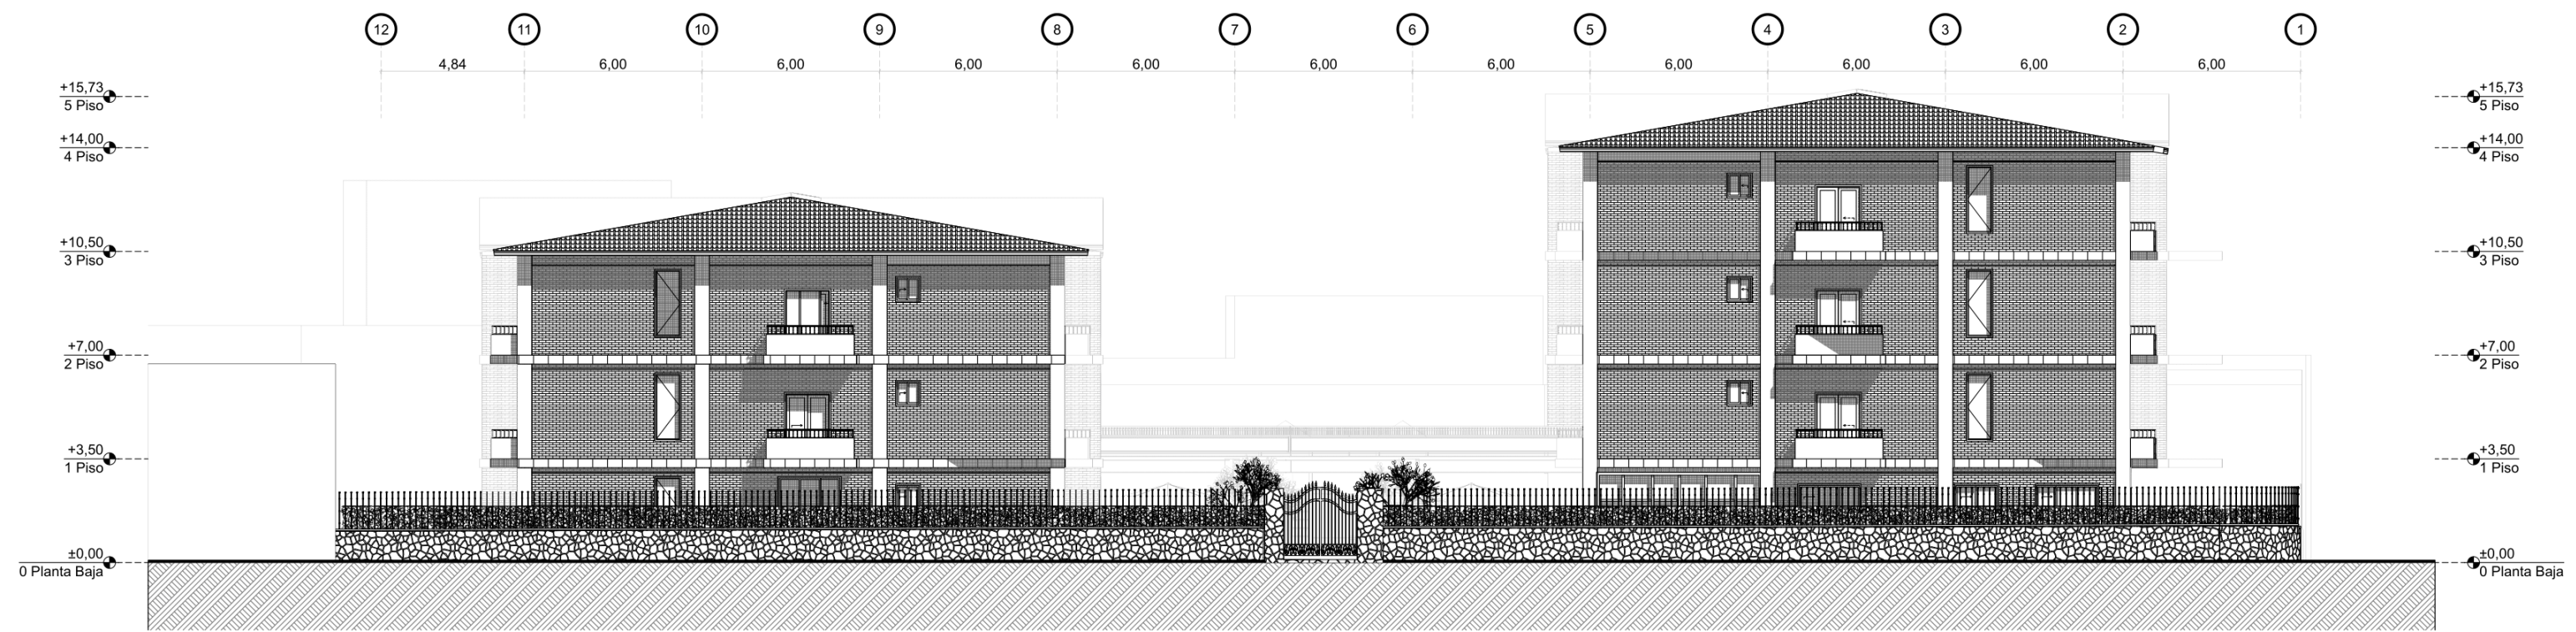 12 11 10 9 8 7 6 5 4 3 2 1
4,84 6,00 6,00 6,00 6,00 6,00 6,00 6,00 6,00 6,00 6,00
+15,73
5 Piso
+14,00
4 Piso
+10,50
3 Piso
+7,00
2 Piso
+3,50
1 Piso
±0,00
0 Planta Baja
+15,73
5 Piso
+14,00
4 Piso
+10,50
3 Piso
+7,00
2 Piso
+3,50
1 Piso
±0,00
0 Planta Baja